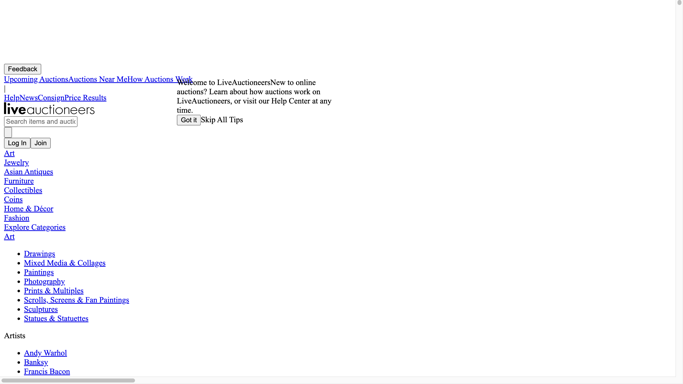 Feedback
Upcoming AuctionsAuctions Near MeHow Auctions Work
|
HelpNewsConsignPrice Results
liveauctioneers
Search items and auctic
Log In Join
Welcome to LiveAuctioneersNew to online
auctions? Learn about how auctions work on
LiveAuctioneers, or visit our Help Center at any
time.
Got it Skip All Tips
Art
Jewelry
Asian Antiques
Furniture
Collectibles
Coins
Home & Décor
Fashion
Explore Categories
Art
Drawings
Mixed Media & Collages
Paintings
Photography
Prints & Multiples
Scrolls, Screens & Fan Paintings
Sculptures
Statues & Statuettes
Artists
Andy Warhol
Banksy
Francis Bacon